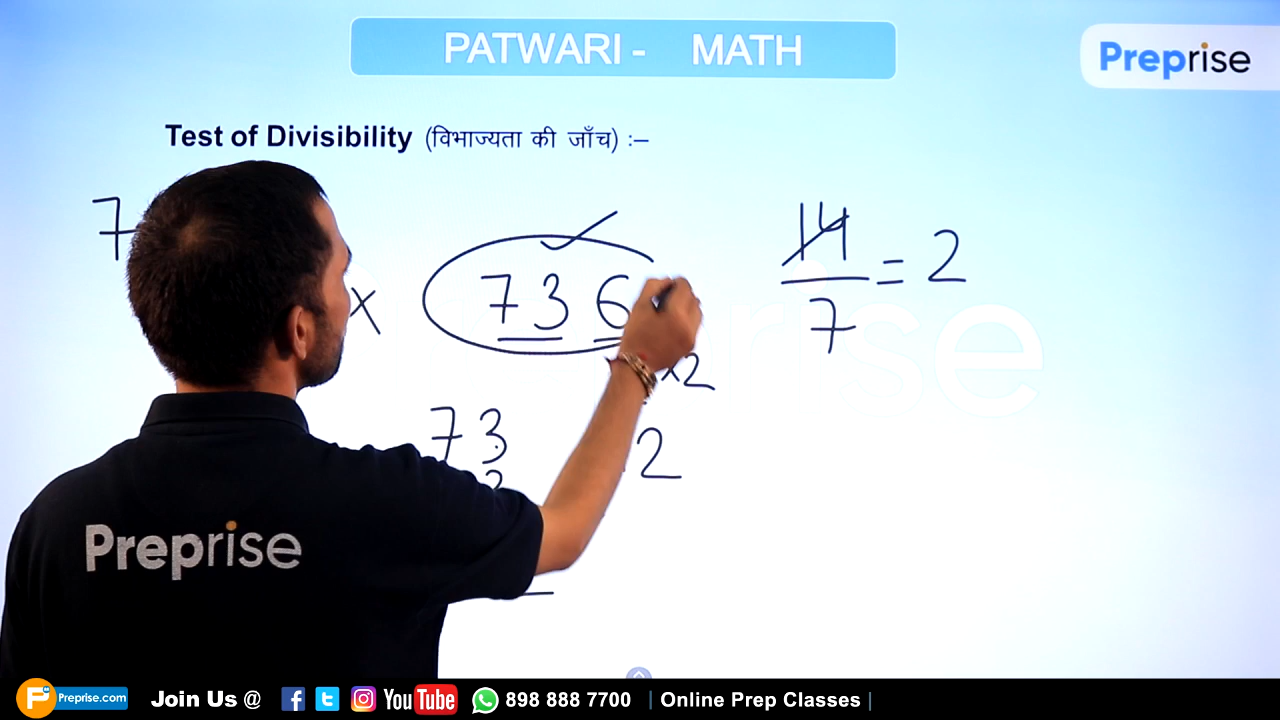 PATWARI - MATH
Preprise
Test of Divisibility (विभाज्यता की जाँच) :–
7
x 736
14
/7 = 2
×2
73
2
Preprise
Preprise.com Join Us @ YouTube 898 888 7700 | Online Prep Classes |